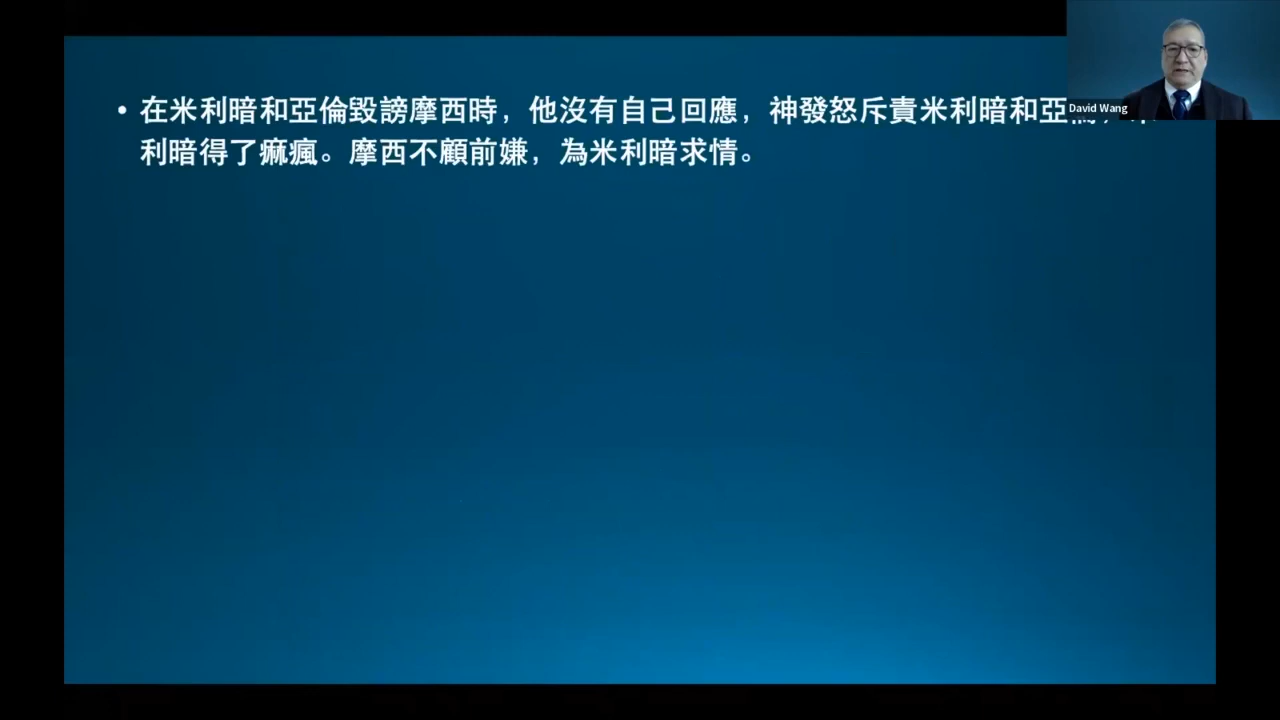 • 在米利暗和亞倫毀謗摩西時，他沒有自己回應，神發怒斥責米利暗和亞
利暗得了痲瘋。摩西不顧前嫌，為米利暗求情。
David Wang